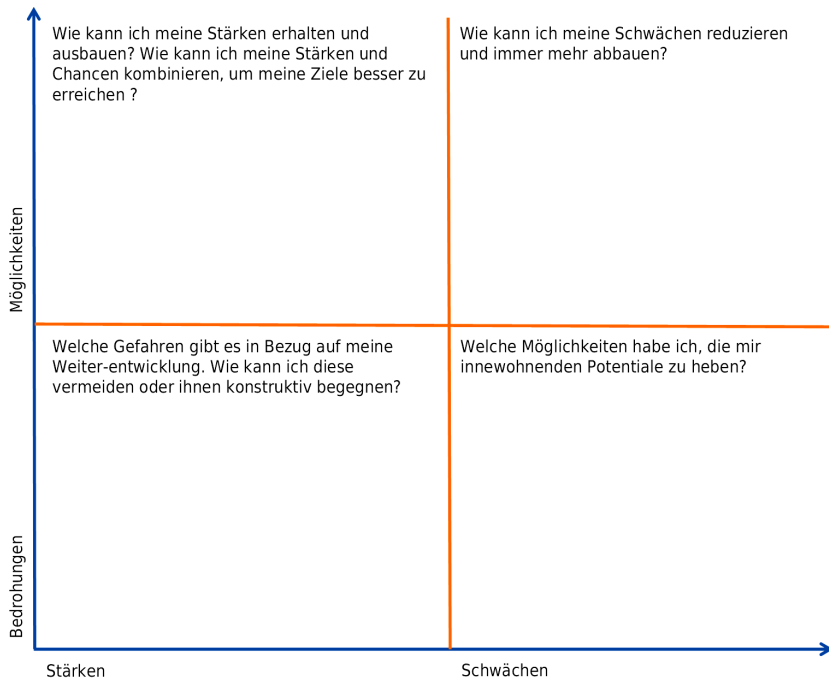 Wie kann ich meine Stärken erhalten und
ausbauen? Wie kann ich meine Stärken und
Chancen kombinieren, um meine Ziele besser zu
erreichen ?
Wie kann ich meine Schwächen reduzieren
und immer mehr abbauen?
Möglichkeiten
Welche Gefahren gibt es in Bezug auf meine
Weiter-entwicklung. Wie kann ich diese
vermeiden oder ihnen konstruktiv begegnen?
Welche Möglichkeiten habe ich, die mir
innewohnenden Potentiale zu heben?
Bedrohungen
Stärken
Schwächen